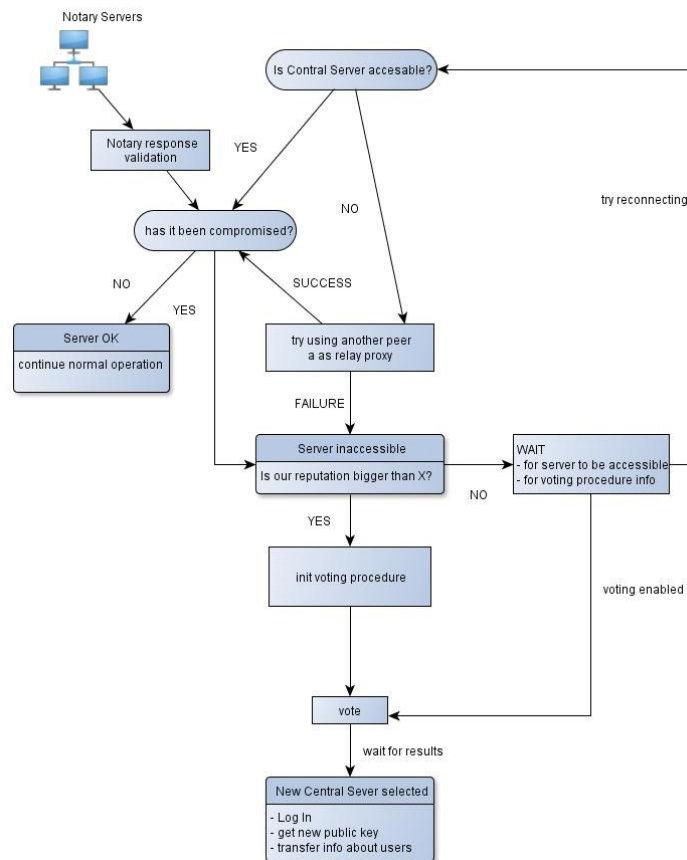 Notary Servers
Is Contral Server accesable?
Notary response
validation
YES
NO
try reconnecting
has it been compromised?
NO
YES
SUCCESS
Server OK
continue normal operation
try using another peer
a as relay proxy
FAILURE
Server inaccessible
Is our reputation bigger than X?
WAIT
- for server to be accessible
- for voting procedure info
NO
YES
init voting procedure
voting enabled
vote
wait for results
New Central Sever selected
- Log In
- get new public key
- transfer info about users